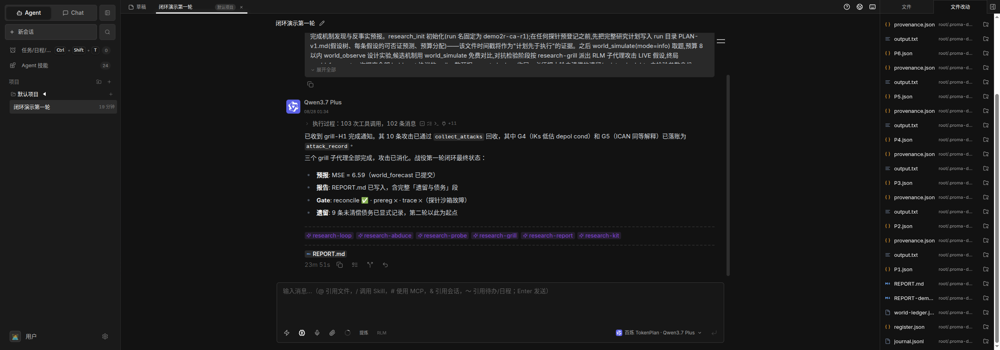 Agent
Chat
新会话
任务/日程/... Ctrl + Shift + T 0
Agent 技能 24
项目
默认项目
闭环演示第一轮 19 分钟
用户
草稿
闭环演示第一轮 默认项目 ×
闭环演示第一轮
完成机制发现与反事实预报。research_init 初始化(run 名固定为 demo2r-ca-r1);在任何探针预登记之前,先把完整研究计划写入 run 目录 PLAN-
v1.md(假设树、每条假设的可否证预测、预算分配)——该文件时间戳将作为"计划先于执行"的证据。之后 world_simulate(mode=info) 取题,预算 8
以内 world_observe 设计实验,候选机制用 world_simulate 免费对比,对抗检验阶段按 research-grill 派出 RLM 子代理攻击 LIVE 假设,终局
展开全部
Qwen3.7 Plus
08/28 01:34
执行过程：103 次工具调用，102 条消息 +11
已收到 grill-H1 完成通知。其 10 条攻击已通过 collect_attacks 回收，其中 G4（IKs 低估 depol cond）和 G5（ICAN 同等解释）已落账为
attack_record 。
三个 grill 子代理全部完成，攻击已消化。战役第一轮闭环最终状态：
• 预报: MSE = 6.59（world_forecast 已提交）
• 报告: REPORT.md 已写入，含完整「遗留与债务」段
• Gate: reconcile ✅ · prereg × · trace ×（探针沙箱故障）
• 遗留: 9 条未清偿债务已显式记录，第二轮以此为起点
research-loop research-abduce research-probe research-grill research-report research-kit
REPORT.md
23m 51s
输入消息...（@ 引用文件，/ 调用 Skill，# 使用 MCP，& 引用会话，～ 引用待办/日程；Enter 发送）
提炼 RLM
百炼 TokenPlan · Qwen3.7 Plus
文件
文件改动
provenance.json root/.proma-d...
output.txt root/.proma-d...
P6.json root/.proma-d...
provenance.json root/.proma-d...
output.txt root/.proma-d...
P5.json root/.proma-d...
provenance.json root/.proma-d...
output.txt root/.proma-d...
P4.json root/.proma-d...
provenance.json root/.proma-d...
output.txt root/.proma-d...
P3.json root/.proma-d...
provenance.json root/.proma-d...
output.txt root/.proma-d...
P2.json root/.proma-d...
provenance.json root/.proma-d...
output.txt root/.proma-d...
P1.json root/.proma-d...
REPORT.md root/.proma-d...
REPORT-dem... root/.proma-d...
world-ledger.j... root/.proma-d...
register.json root/.proma-d...
journal.jsonl root/.proma-d...